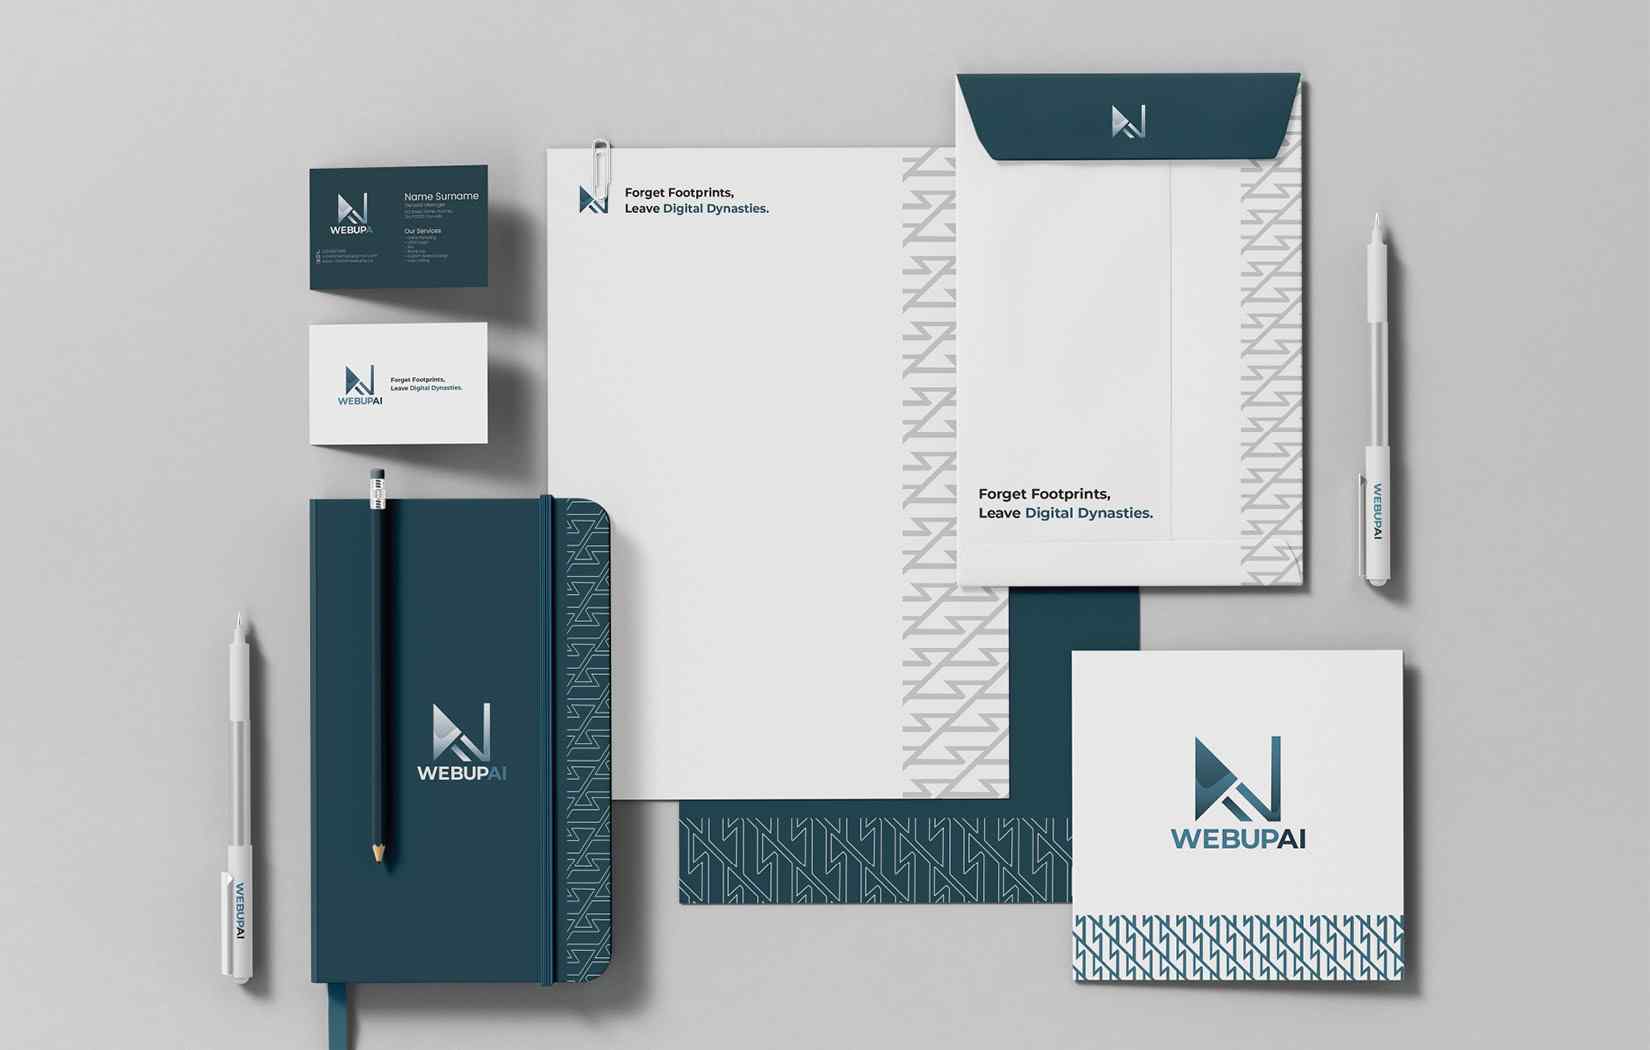 Name Surname
Our Services
WEBUPAI
Forget Footprints,
Leave Digital Dynasties.
WEBUPAI
Forget Footprints,
Leave Digital Dynasties.
Forget Footprints,
Leave Digital Dynasties.
WEBUPAI
WEBUPAI
WEBUPAI
WEBUPAI